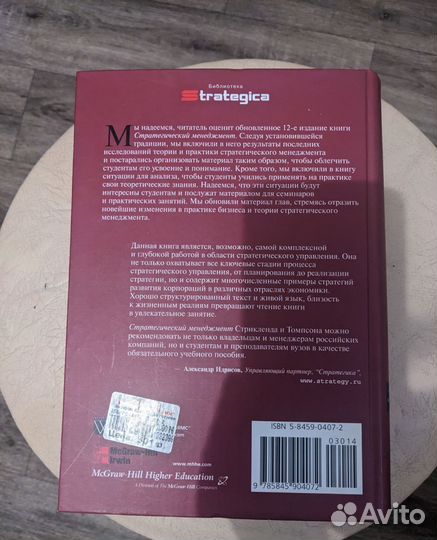 Библиотека
Strategica
Мы надеемся, читатель оценит обновленное 12-е издание книги
Стратегический менеджмент. Следуя установившейся
традиции, мы включили в него результаты последних
исследований теории и практики стратегического менеджмента
и постарались организовать материал таким образом, чтобы облегчить
студентам его усвоение и понимание. Кроме того, мы включили в книгу
ситуации для анализа, чтобы студенты учились применять на практике
свои теоретические знания. Надеемся, что эти ситуации будут
интересны студентам и послужат материалом для семинаров
и практических занятий. Мы обновили материал глав, стремясь отразить
новейшие изменения в практике бизнеса и теории стратегического
менеджмента.
Данная книга является, возможно, самой комплексной
и глубокой работой в области стратегического управления. Она
не только охватывает все ключевые стадии процесса
стратегического управления, от планирования до реализации
стратегии, но и содержит многочисленные примеры стратегий
развития корпораций в различных отраслях экономики.
Хорошо структурированный текст и живой язык, близость
к жизненным реалиям превращают чтение книги
в увлекательное занятие.
Стратегический менеджмент Стрикленда и Томпсона можно
рекомендовать не только владельцам и менеджерам российских
компаний, но и студентам и преподавателям вузов в качестве
обязательного учебного пособия.
— Александр Идрисов, Управляющий партнер, "Стратегика"
www.strategy.ru
ISBN 5-8459-0407-2
03014
9 785845 904072
McGraw-Hill
Irwin
www.mhhe.com
McGraw-Hill Higher Education
A Division of The McGraw-Hill Companies
Avito